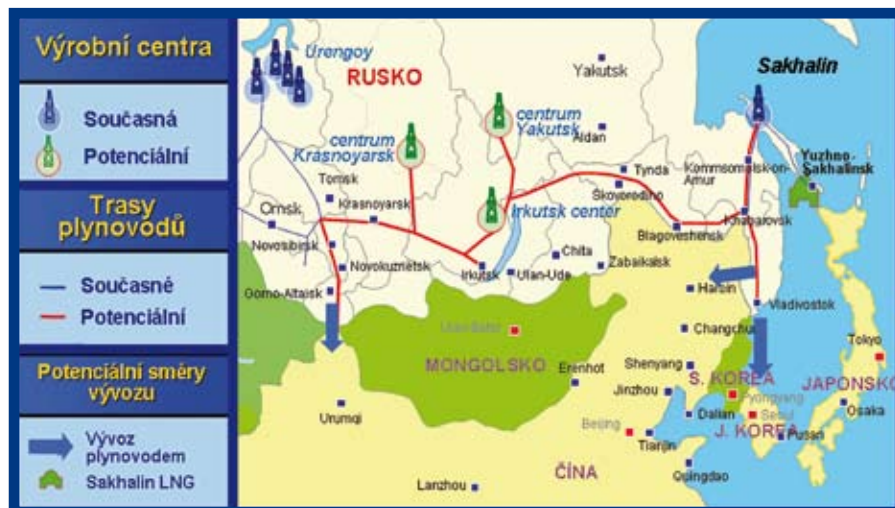 Výrobní centra
Současná
Potenciální
Trasy
plynovodů
Současné
Potenciální
Potenciální směry
vývozu
Vývoz
plynovodem
Sakhalin LNG
Urengoy
RUSKO
Yakutsk
Sakhalin
centrum
Krasnoyarsk
centrum
Yakutsk
Aldan
Tomsk
Tynda
Kommsomolsk-on-
Amur
Yuzhno-
Sakhalinsk
Skovorodino
Omsk
Krasnoyarsk
Irkutsk center
Khabarovsk
Novosibirsk
Blagoveshensk
Chita
Novokuznetsk
Irkutsk
Ulan-Ude
Zabaikalsk
Gorno-Altaisk
Harbin
Vladivostok
Changchun
Tokyo
MONGOLSKO
Erenhot
Shenyang
S. KOREA
JAPONSKO
Urumqi
Jinzhou
Pyongyang
Dalian
Seoul
Osaka
Beijing
J. KOREA
Pusan
Tianjin
ČÍNA
Qingdao
Lanzhou